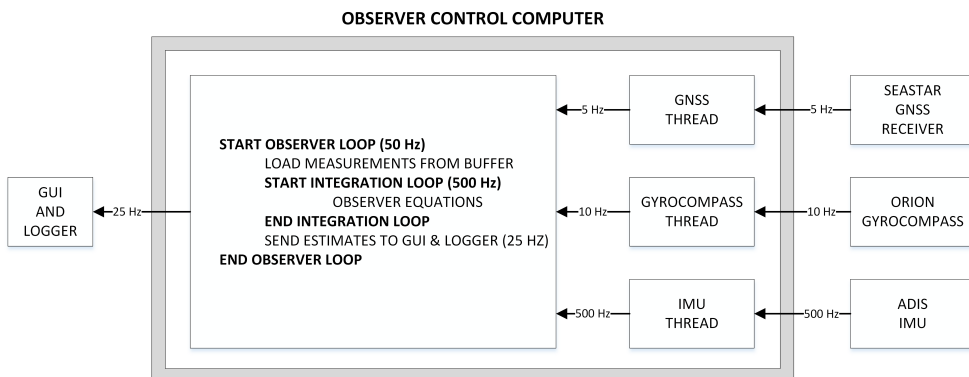 OBSERVER CONTROL COMPUTER
START OBSERVER LOOP (50 Hz)
LOAD MEASUREMENTS FROM BUFFER
START INTEGRATION LOOP (500 Hz)
OBSERVER EQUATIONS
END INTEGRATION LOOP
SEND ESTIMATES TO GUI & LOGGER (25 HZ)
END OBSERVER LOOP
GUI
AND
LOGGER
25 Hz
5 Hz
GNSS
THREAD
5 Hz
SEASTAR
GNSS
RECEIVER
10 Hz
GYROCOMPASS
THREAD
10 Hz
ORION
GYROCOMPASS
500 Hz
IMU
THREAD
500 Hz
ADIS
IMU